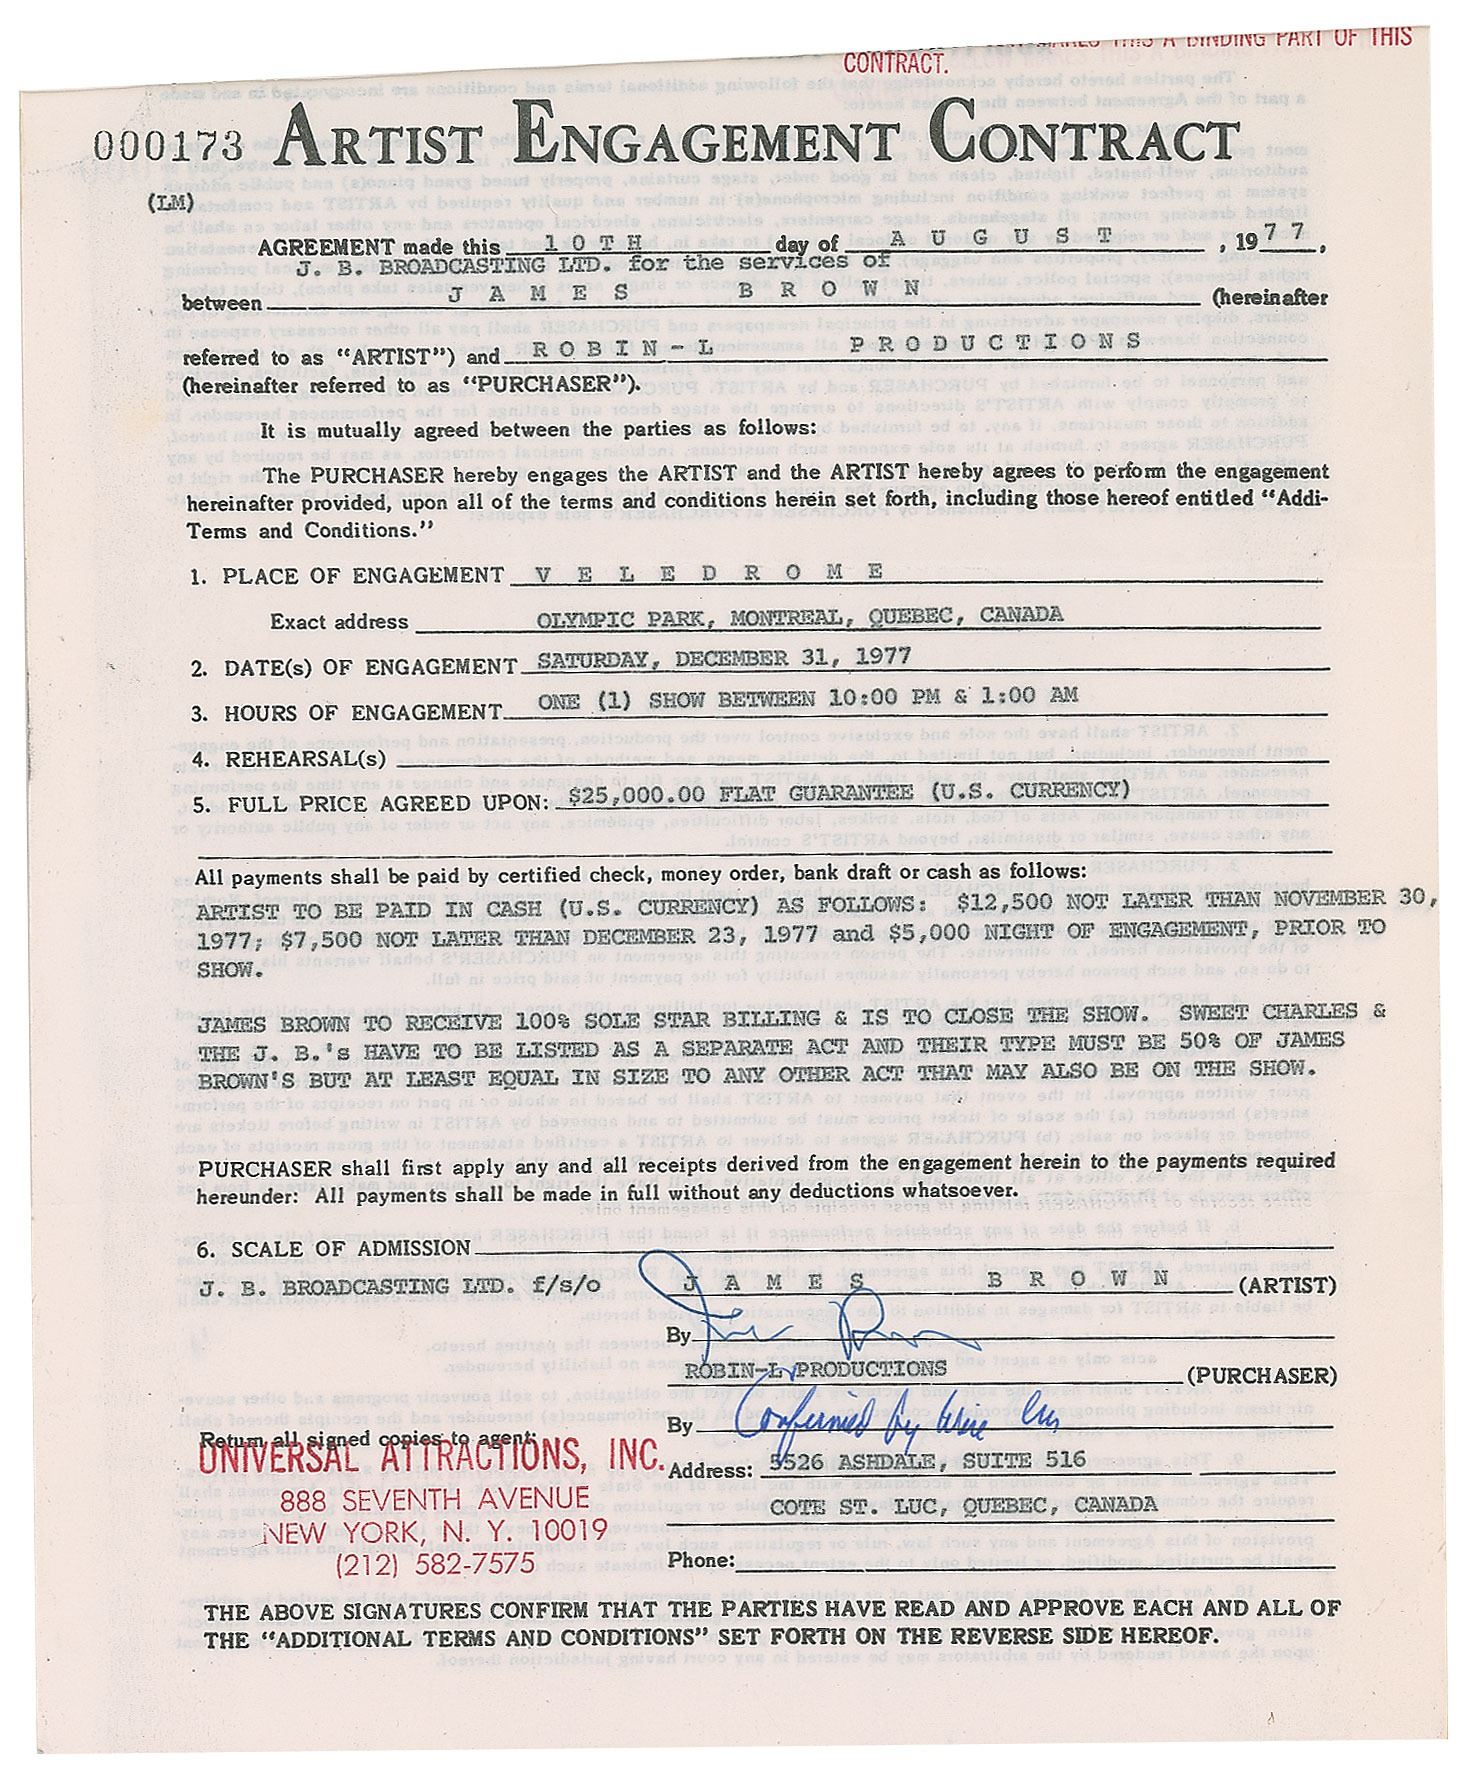 THIS A BINDING PART OF THIS
CONTRACT.
000173 ARTIST ENGAGEMENT CONTRACT
(LM)
AGREEMENT made this 10TH day of AUGUST , 1977,
J. B. BROADCASTING LTD. for the services of
between JAMES BROWN (hereinafter
referred to as "ARTIST") and ROBIN-L PRODUCTIONS
(hereinafter referred to as "PURCHASER").
It is mutually agreed between the parties as follows:
The PURCHASER hereby engages the ARTIST and the ARTIST hereby agrees to perform the engagement
hereinafter provided, upon all of the terms and conditions herein set forth, including those hereof entitled "Addi-
Terms and Conditions."
1. PLACE OF ENGAGEMENT VELEDROME
Exact address OLYMPIC PARK, MONTREAL, QUEBEC, CANADA
2. DATE(s) OF ENGAGEMENT SATURDAY, DECEMBER 31, 1977
3. HOURS OF ENGAGEMENT ONE (1) SHOW BETWEEN 10:00 PM & 1:00 AM
4. REHEARSAL(s)
5. FULL PRICE AGREED UPON: $25,000.00 FLAT GUARANTEE (U.S. CURRENCY)
All payments shall be paid by certified check, money order, bank draft or cash as follows:
ARTIST TO BE PAID IN CASH (U.S. CURRENCY) AS FOLLOWS: $12,500 NOT LATER THAN NOVEMBER 30,
1977; $7,500 NOT LATER THAN DECEMBER 23, 1977 and $5,000 NIGHT OF ENGAGEMENT, PRIOR TO
SHOW.
JAMES BROWN TO RECEIVE 100% SOLE STAR BILLING & IS TO CLOSE THE SHOW. SWEET CHARLES &
THE J. B.'s HAVE TO BE LISTED AS A SEPARATE ACT AND THEIR TYPE MUST BE 50% OF JAMES
BROWN'S BUT AT LEAST EQUAL IN SIZE TO ANY OTHER ACT THAT MAY ALSO BE ON THE SHOW.
PURCHASER shall first apply any and all receipts derived from the engagement herein to the payments required
hereunder: All payments shall be made in full without any deductions whatsoever.
6. SCALE OF ADMISSION
J. B. BROADCASTING LTD. f/s/o JAMES BROWN (ARTIST)
By
ROBIN-L PRODUCTIONS (PURCHASER)
By Confirmed by wire
Return all signed copies to agent:
UNIVERSAL ATTRACTIONS, INC.
888 SEVENTH AVENUE
NEW YORK, N. Y. 10019
(212) 582-7575
Address: 5526 ASHDALE, SUITE 516
COTE ST. LUC, QUEBEC, CANADA
Phone:
THE ABOVE SIGNATURES CONFIRM THAT THE PARTIES HAVE READ AND APPROVE EACH AND ALL OF
THE "ADDITIONAL TERMS AND CONDITIONS" SET FORTH ON THE REVERSE SIDE HEREOF.